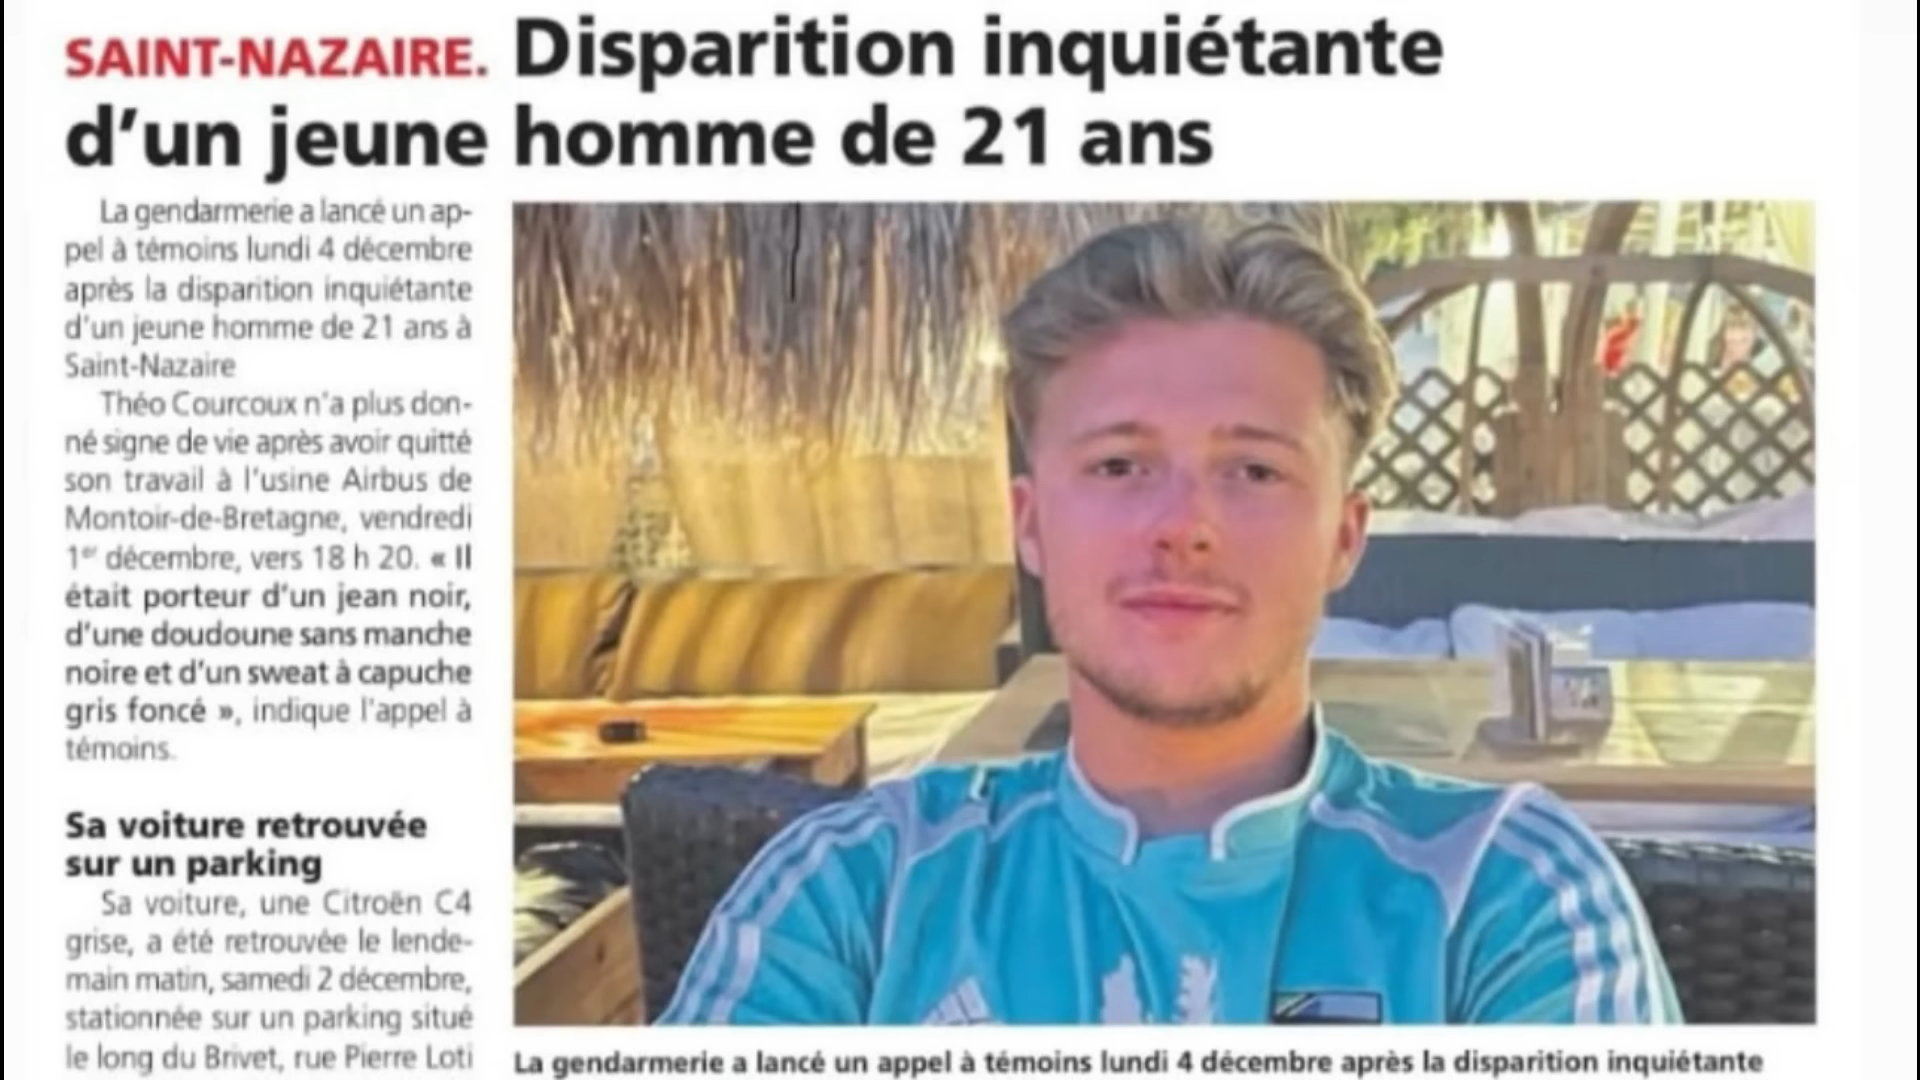 SAINT-NAZAIRE. Disparition inquiétante
d'un jeune homme de 21 ans
La gendarmerie a lancé un ap-
pel à témoins lundi 4 décembre
après la disparition inquiétante
d'un jeune homme de 21 ans à
Saint-Nazaire
Théo Courcoux n'a plus don-
né signe de vie après avoir quitté
son travail à l'usine Airbus de
Montoir-de-Bretagne, vendredi
1er décembre, vers 18 h 20. « Il
était porteur d'un jean noir,
d'une doudoune sans manche
noire et d'un sweat à capuche
gris foncé », indique l'appel à
témoins.
Sa voiture retrouvée
sur un parking
Sa voiture, une Citroën C4
grise, a été retrouvée le lende-
main matin, samedi 2 décembre,
stationnée sur un parking situé
le long du Brivet, rue Pierre Loti
La gendarmerie a lancé un appel à témoins lundi 4 décembre après la disparition inquiétante